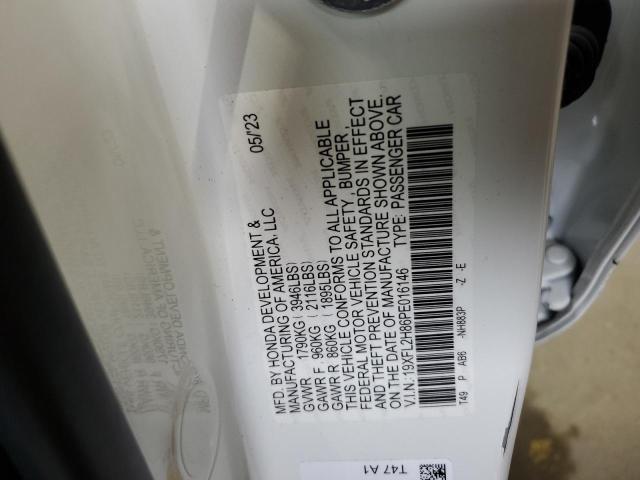 MFD. BY HONDA DEVELOPMENT & 05/'23
MANUFACTURING OF AMERICA, LLC
GVWR 1790KG ( 3946LBS)
GAWR F 960KG ( 2116LBS)
GAWR R 860KG ( 1895LBS)
THIS VEHICLE CONFORMS TO ALL APPLICABLE
FEDERAL MOTOR VEHICLE SAFETY , BUMPER ,
AND THEFT PREVENTION STANDARDS IN EFFECT
ON THE DATE OF MANUFACTURE SHOWN ABOVE.
V.I.N: 19XFL2H86PE016146 TYPE: PASSENGER CAR
T49 P AB6 -NH883P -Z -E
T47 A1